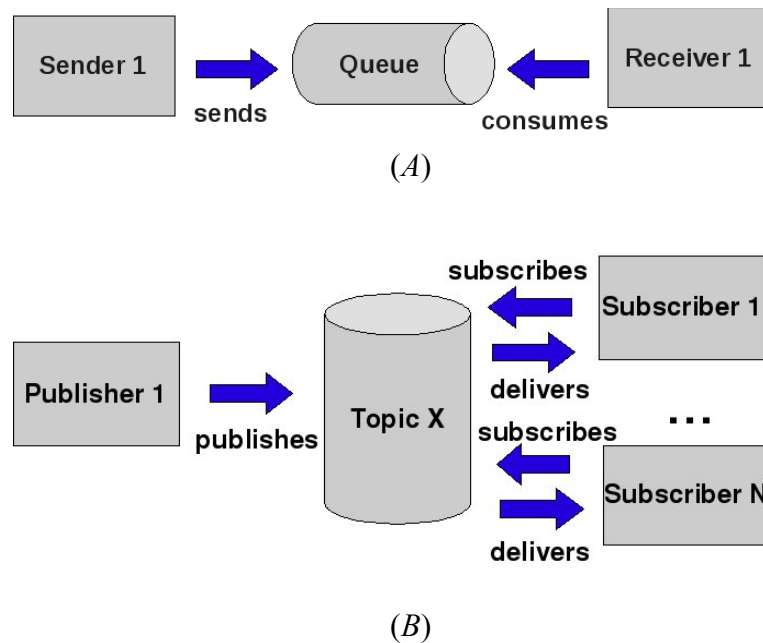 Sender 1
Queue
Receiver 1
sends
consumes
(A)
subscribes
Subscriber 1
Publisher 1
delivers
publishes
Topic X
...
subscribes
Subscriber N
delivers
(B)